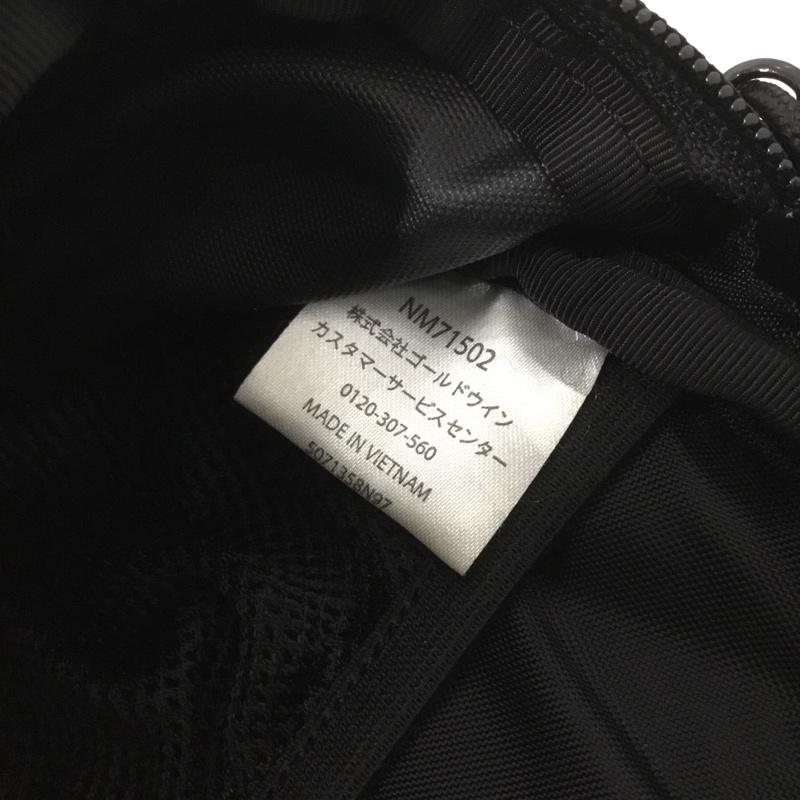 NM71502
株式会社ゴールドウイン
カスタマーサービスセンター
0120-307-560
MADE IN VIETNAM
507135BN97